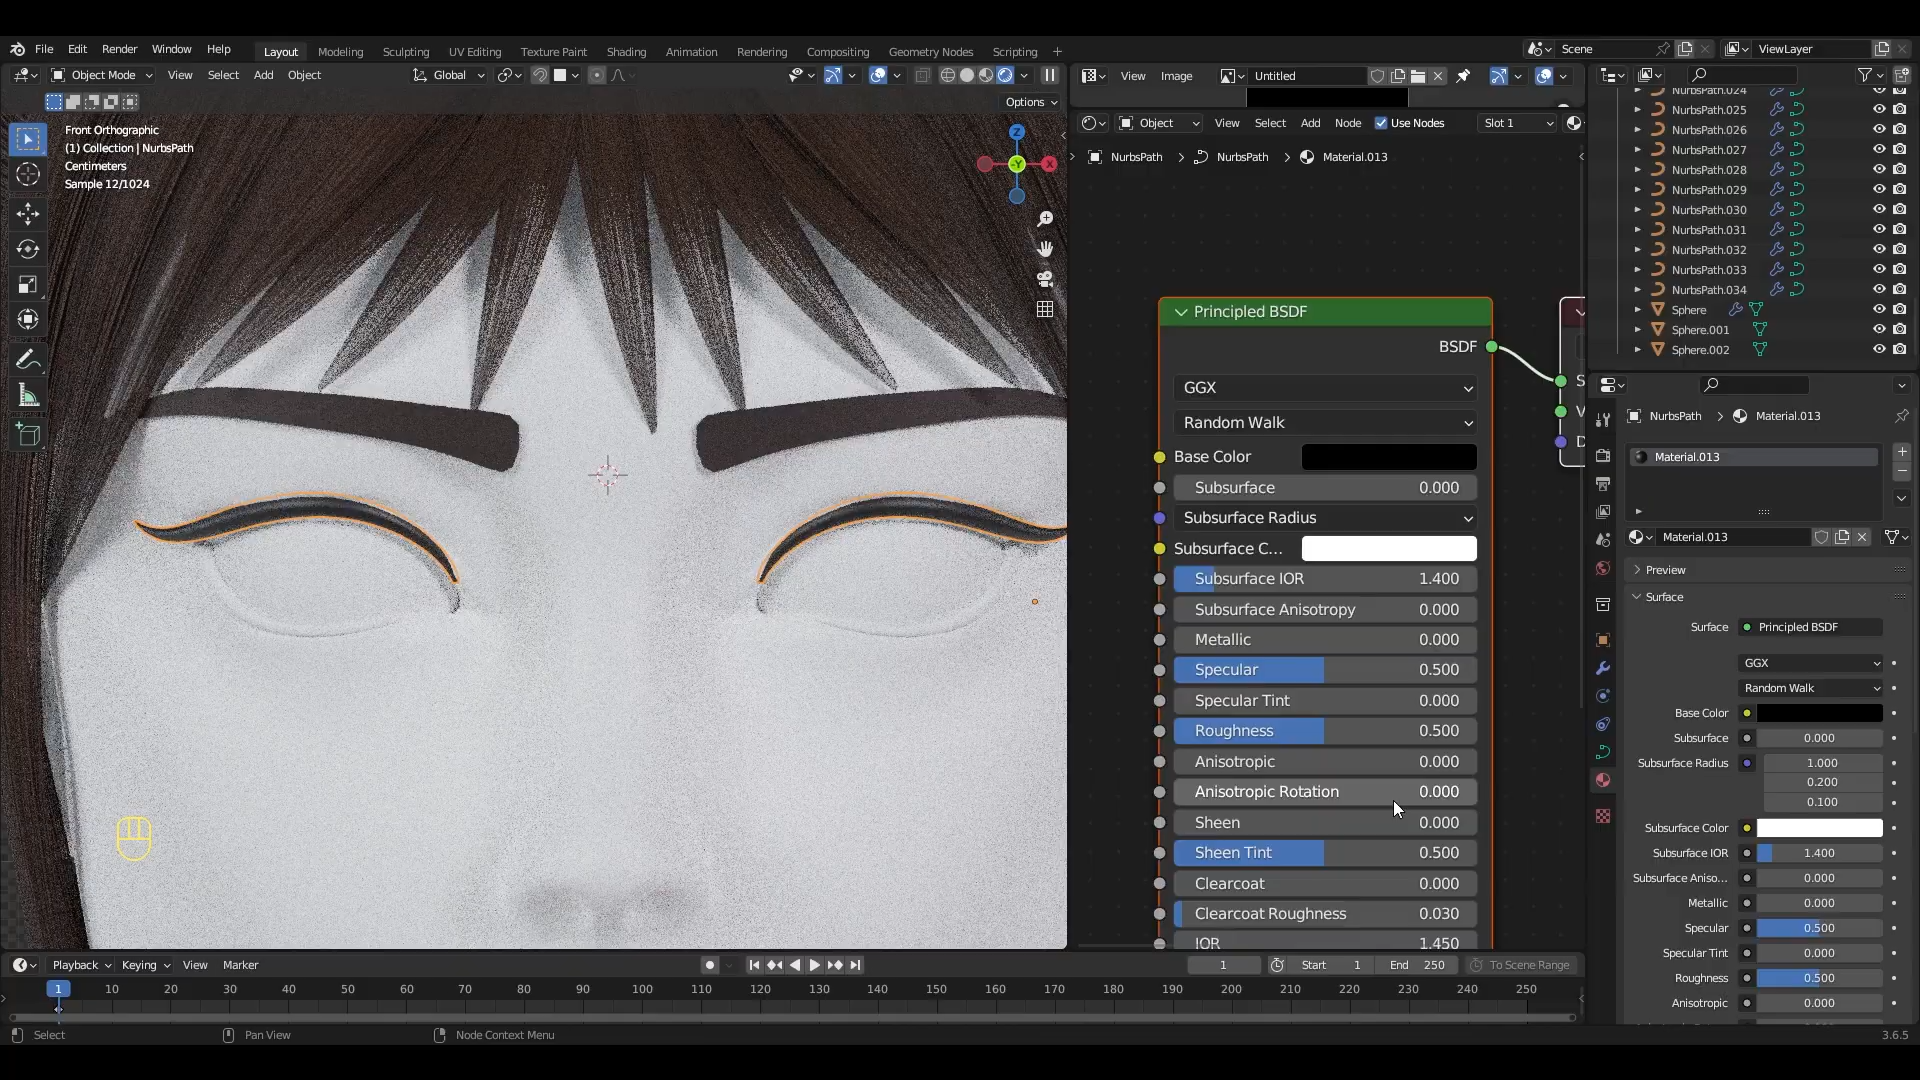 File Edit Render Window Help Layout Modeling Sculpting UV Editing Texture Paint Shading Animation Rendering Compositing Geometry Nodes Scripting + Scene ViewLayer
Object Mode View Select Add Object Global View Image Untitled
Options
Object View Select Add Node Use Nodes Slot 1
NurbsPath > NurbsPath > Material.013
Front Orthographic
(1) Collection | NurbsPath
Centimeters
Sample 12/1024
Z
-Y
X
Principled BSDF
BSDF
GGX
Random Walk
Base Color
Subsurface 0.000
Subsurface Radius
Subsurface C...
Subsurface IOR 1.400
Subsurface Anisotropy 0.000
Metallic 0.000
Specular 0.500
Specular Tint 0.000
Roughness 0.500
Anisotropic 0.000
Anisotropic Rotation 0.000
Sheen 0.000
Sheen Tint 0.500
Clearcoat 0.000
Clearcoat Roughness 0.030
IOR 1.450
S
V
D
NurbsPath.024
NurbsPath.025
NurbsPath.026
NurbsPath.027
NurbsPath.028
NurbsPath.029
NurbsPath.030
NurbsPath.031
NurbsPath.032
NurbsPath.033
NurbsPath.034
Sphere
Sphere.001
Sphere.002
NurbsPath > Material.013
Material.013
Material.013
Preview
Surface
Surface Principled BSDF
GGX
Random Walk
Base Color
Subsurface 0.000
Subsurface Radius 1.000
0.200
0.100
Subsurface Color
Subsurface IOR 1.400
Subsurface Aniso... 0.000
Metallic 0.000
Specular 0.500
Specular Tint 0.000
Roughness 0.500
Anisotropic 0.000
Playback Keying View Marker 1 Start 1 End 250 To Scene Range
1 10 20 30 40 50 60 70 80 90 100 110 120 130 140 150 160 170 180 190 200 210 220 230 240 250
Select Pan View Node Context Menu 3.6.5